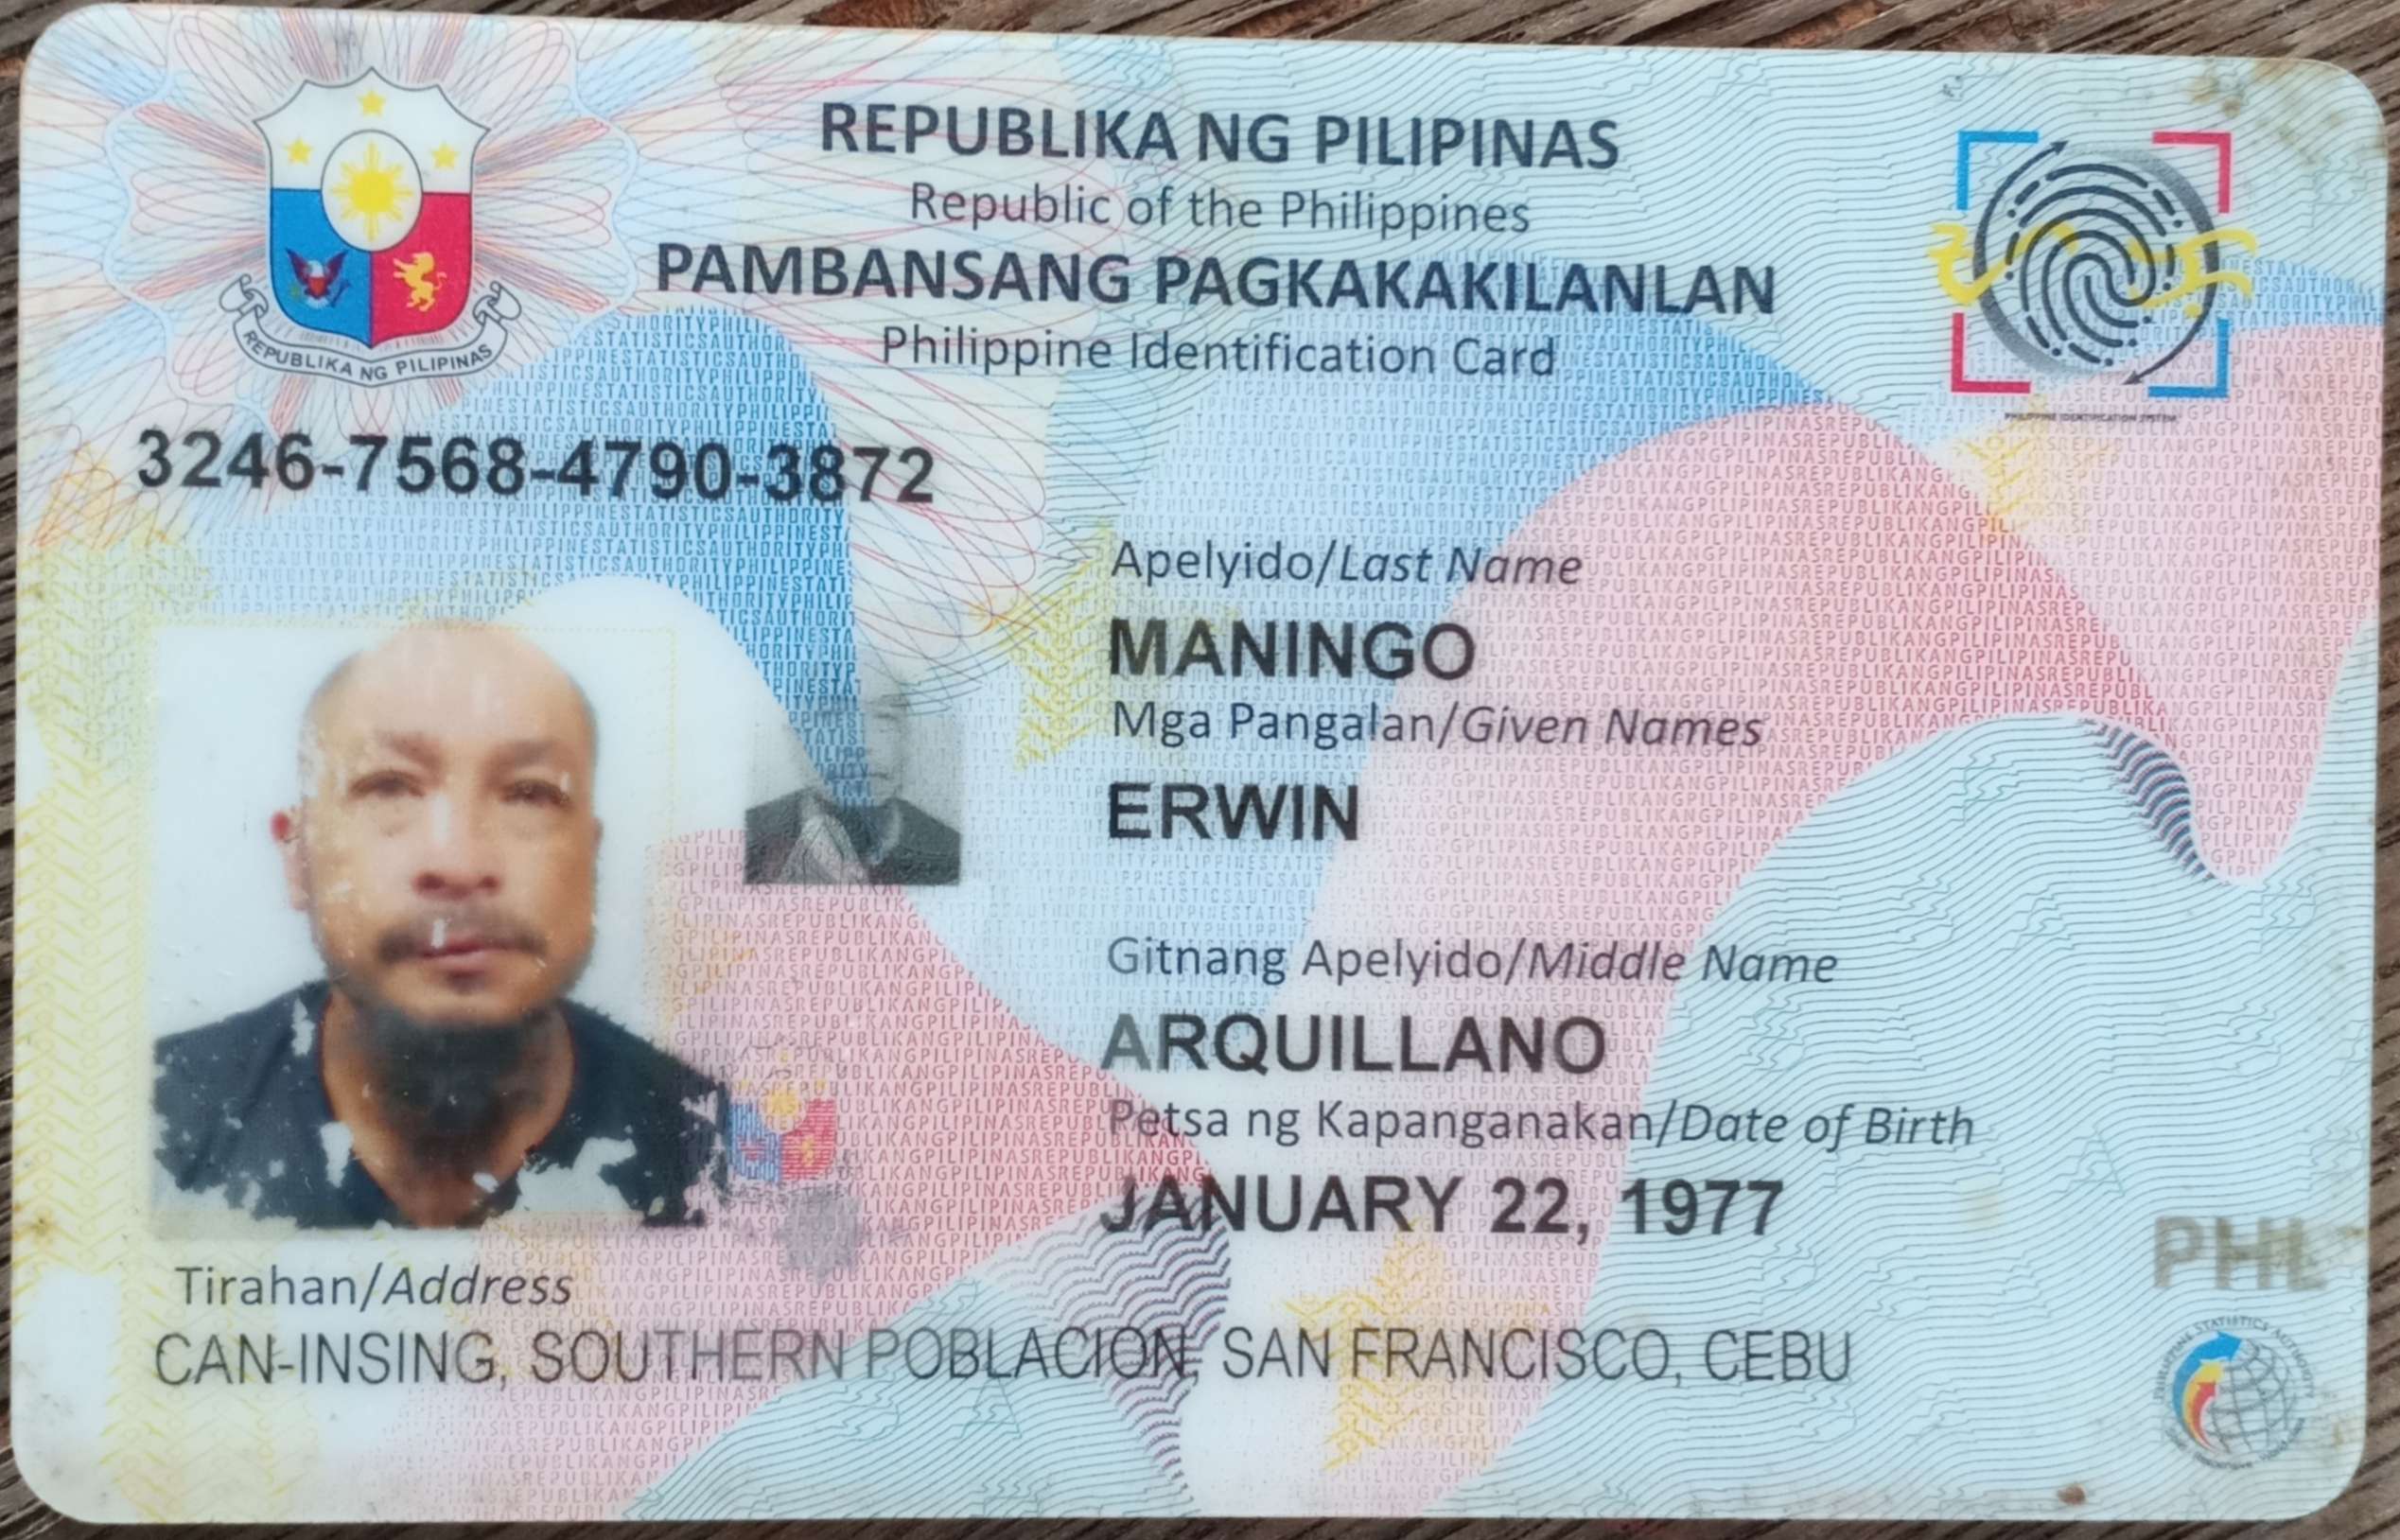 REPUBLIKA NG PILIPINAS
Republic of the Philippines
PAMBANSANG PAGKAKAKILANLAN
Philippine Identification Card
REPUBLIKA NG PILIPINAS
PHILIPPINE IDENTIFICATION SYSTEM
3246-7568-4790-3872
Apelyido/Last Name
MANINGO
Mga Pangalan/Given Names
ERWIN
Gitnang Apelyido/Middle Name
ARQUILLANO
Petsa ng Kapanganakan/Date of Birth
JANUARY 22, 1977
PHL
Tirahan/Address
CAN-INSING, SOUTHERN POBLACION, SAN FRANCISCO, CEBU
PHILIPPINE STATISTICS AUTHORITY